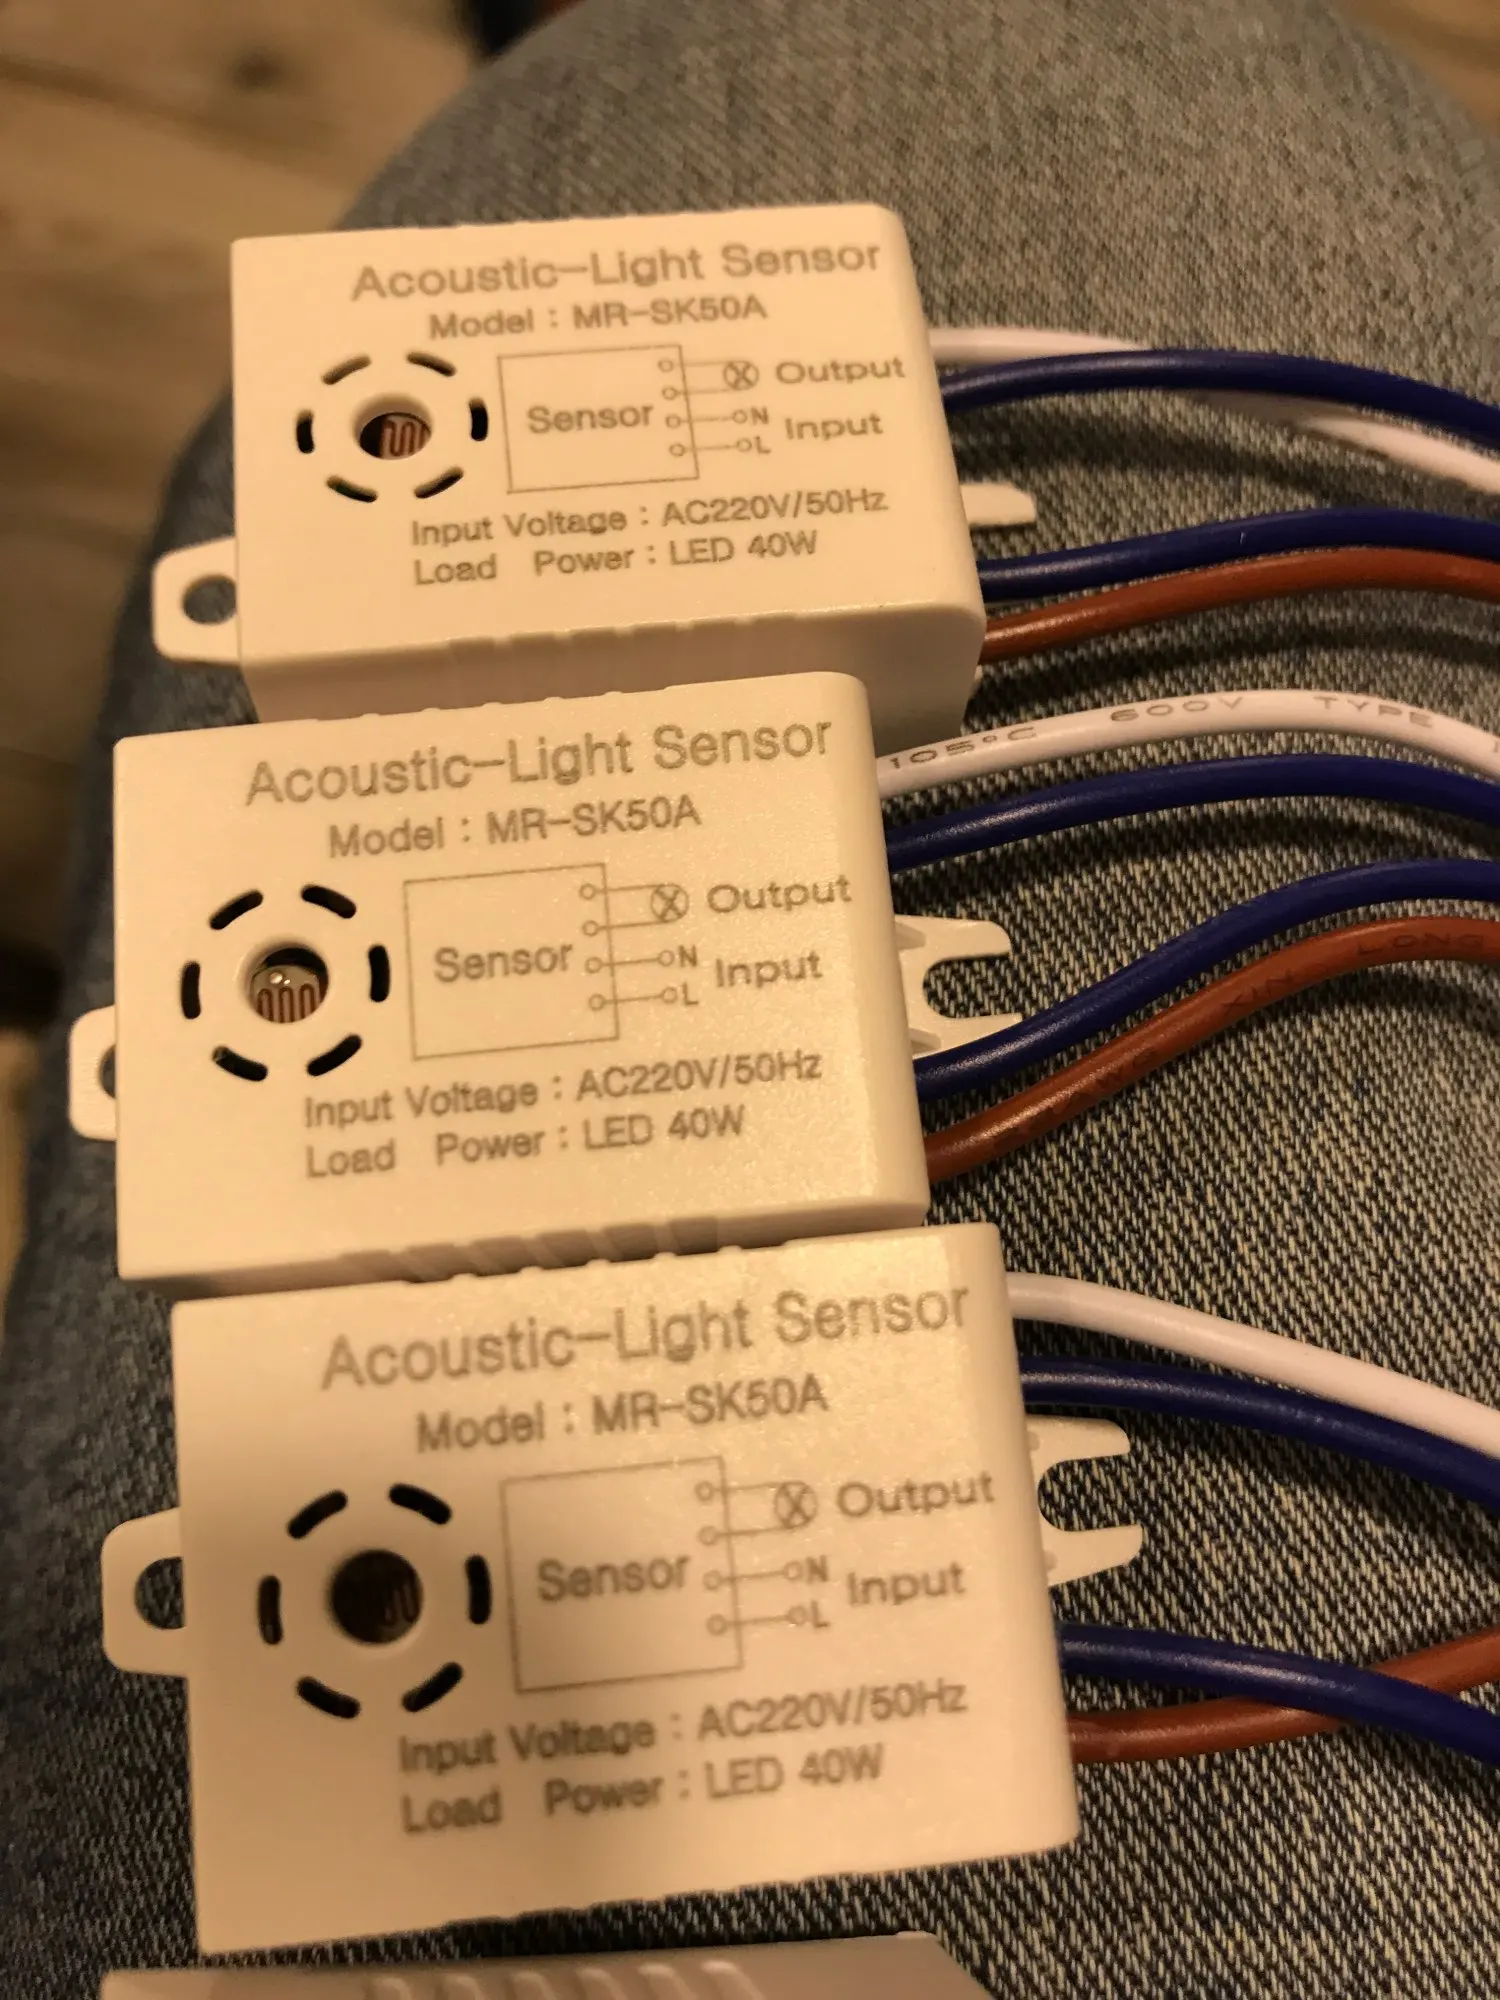 Acoustic-Light Sensor
Model : MR-SK50A
Output
Sensor
N
Input
L
Input Voltage : AC220V/50Hz
Load Power : LED 40W
105°C 600V TYPE
Acoustic-Light Sensor
Model : MR-SK50A
Output
Sensor
N
Input
L
XIN LONG
Input Voltage : AC220V/50Hz
Load Power : LED 40W
Acoustic-Light Sensor
Model : MR-SK50A
Output
Sensor
N
Input
L
Input Voltage : AC220V/50Hz
Load Power : LED 40W